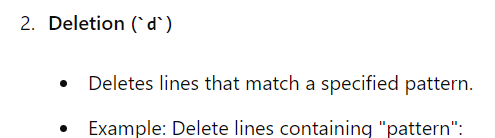 2. Deletion (`d`)
• Deletes lines that match a specified pattern.
• Example: Delete lines containing "pattern":